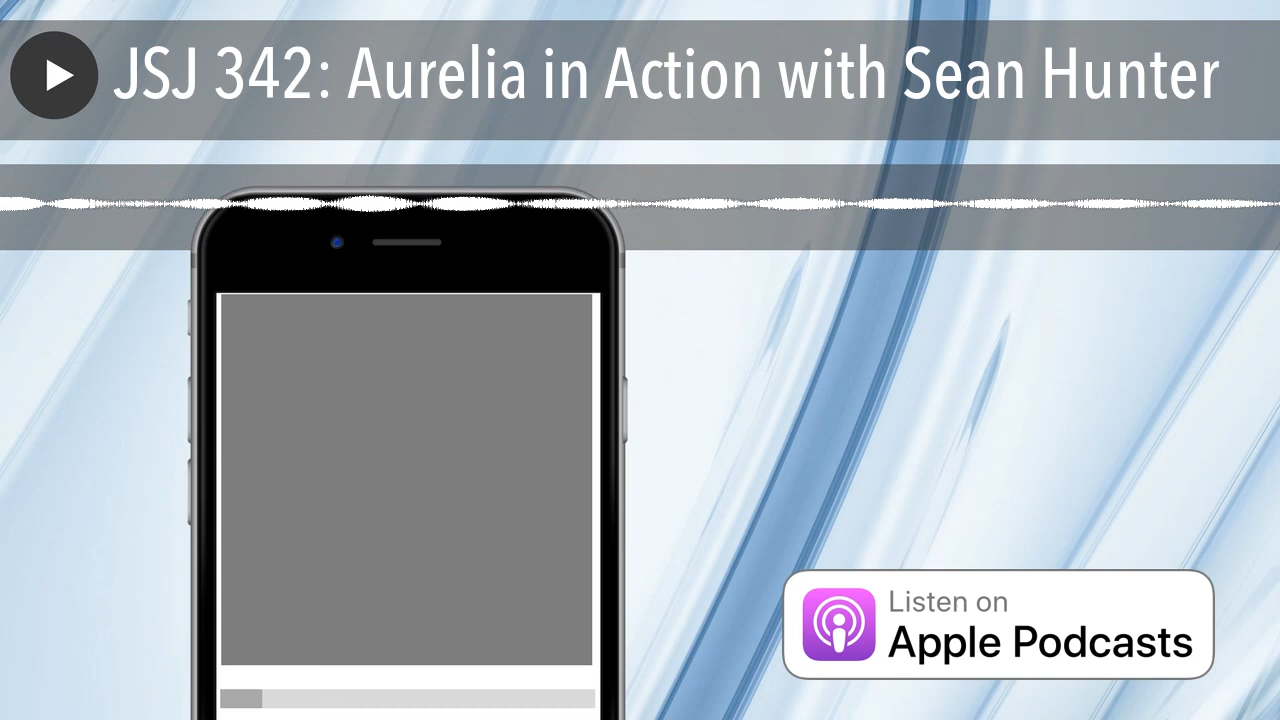 JSJ 342: Aurelia in Action with Sean Hunter
Listen on
Apple Podcasts